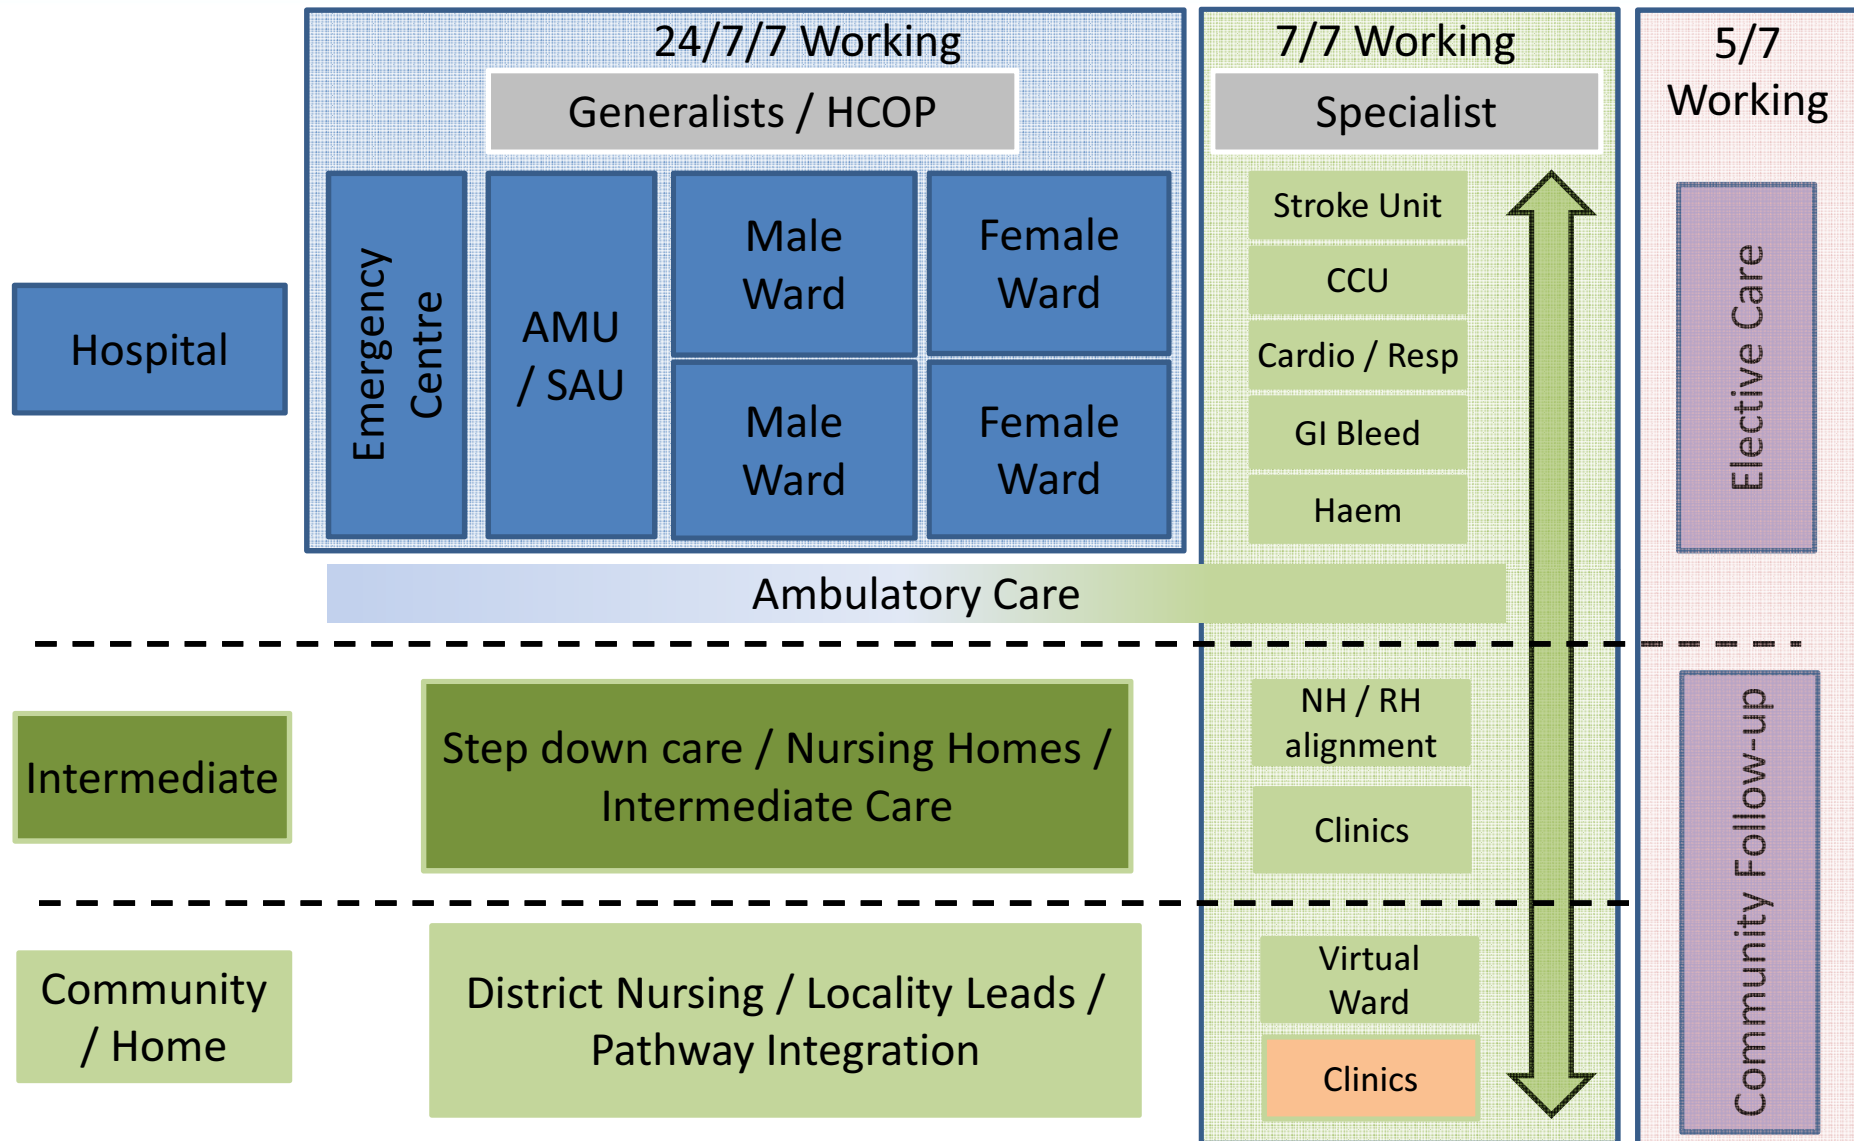 24/7/7 Working
Generalists / HCOP
7/7 Working
Specialist
5/7
Working
Hospital
Emergency
Centre
AMU
/ SAU
Male
Ward
Female
Ward
Male
Ward
Female
Ward
Stroke Unit
CCU
Cardio / Resp
GI Bleed
Haem
Elective Care
Ambulatory Care
Intermediate
Step down care / Nursing Homes /
Intermediate Care
NH / RH
alignment
Clinics
Community Follow-up
Community
/ Home
District Nursing / Locality Leads /
Pathway Integration
Virtual
Ward
Clinics